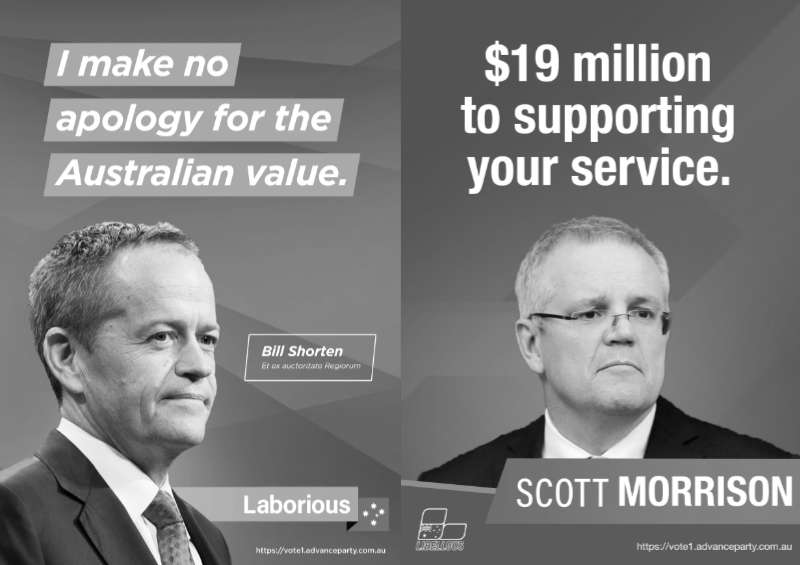 I make no
apology for the
Australian value.
Bill Shorten
Et ex auctoritate Regiorum
Laborious
https://vote1.advanceparty.com.au
$19 million
to supporting
your service.
SCOTT MORRISON
LIBELLOUS
https://vote1.advanceparty.com.au